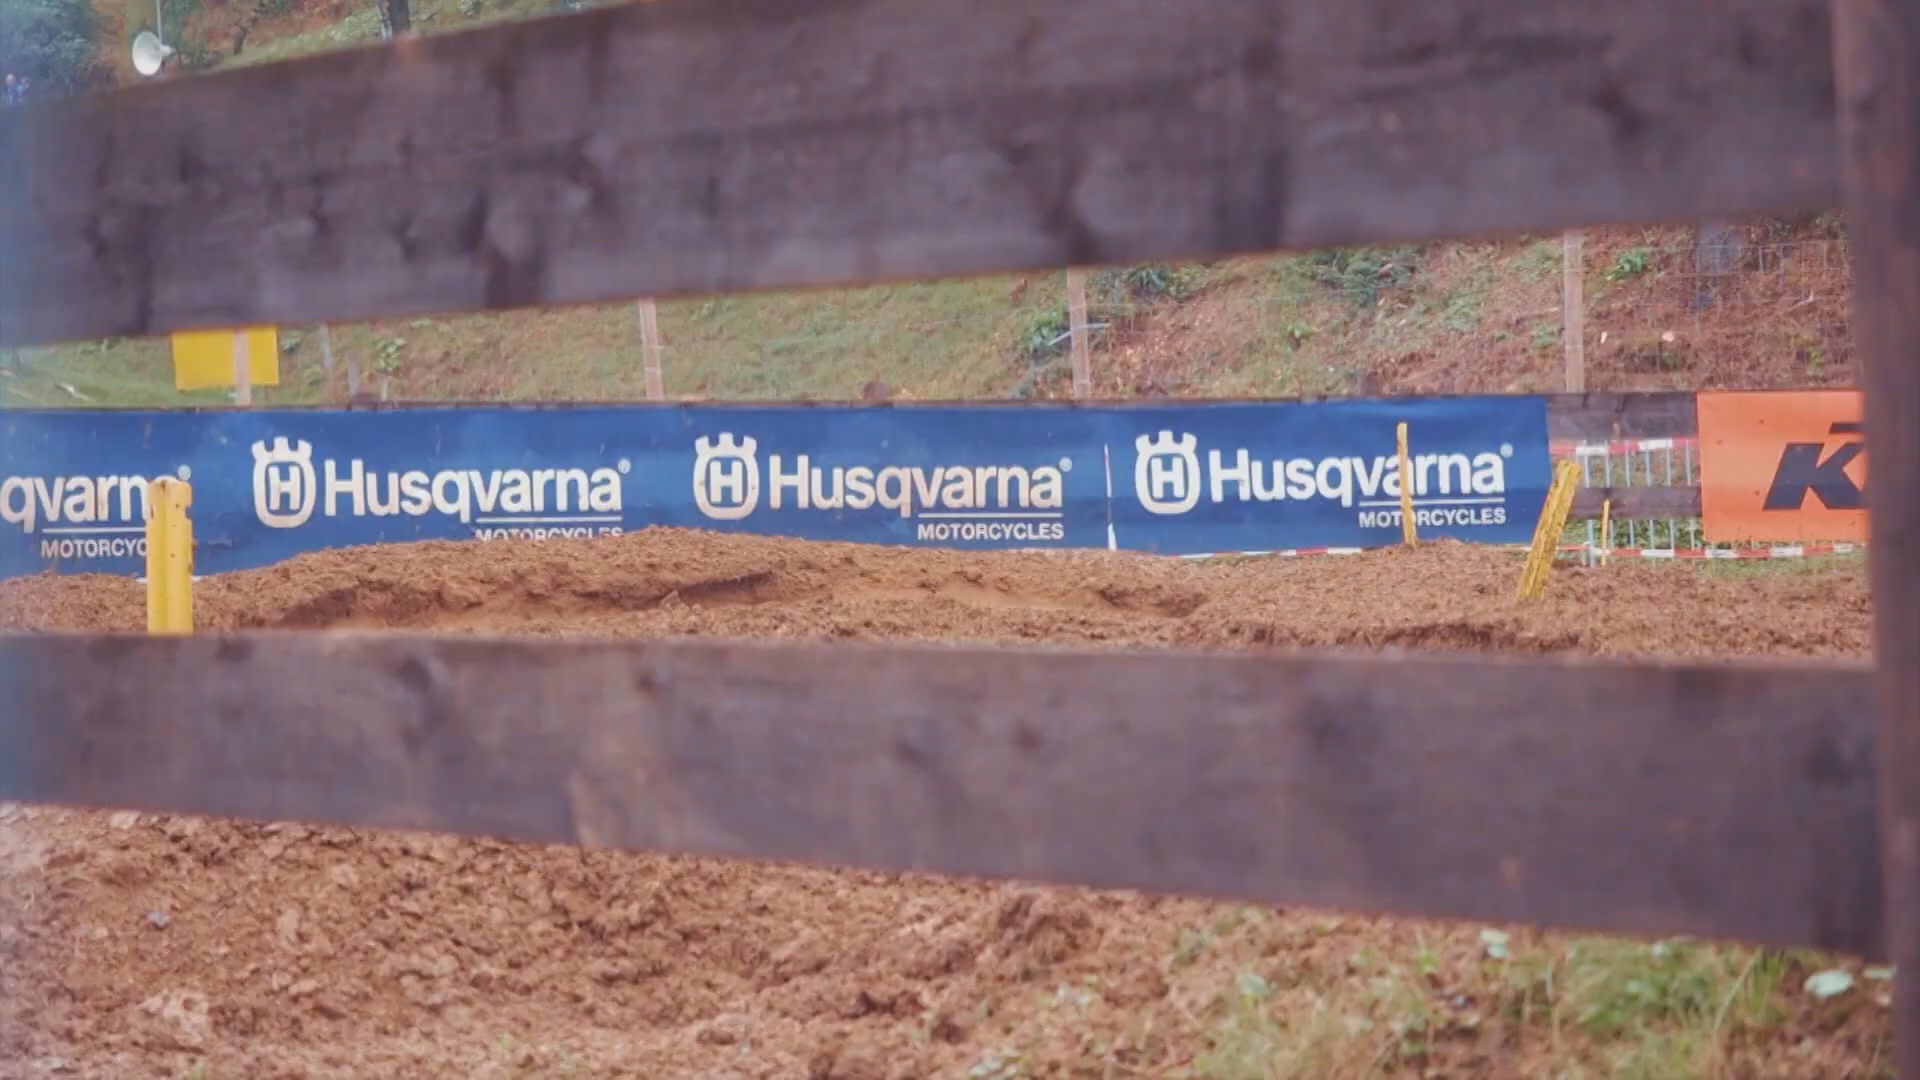 qvarna®
MOTORCYC
H Husqvarna®
MOTORCYCLES
H Husqvarna®
MOTORCYCLES
H Husqvarna®
MOTORCYCLES
K